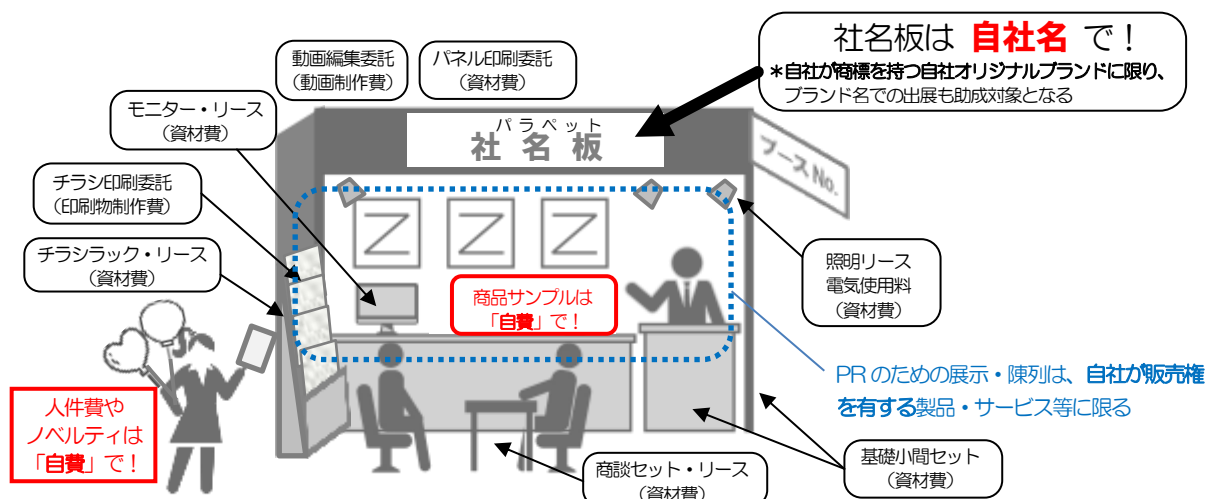 社名板は 自社名 で！
＊自社が商標を持つ自社オリジナルブランドに限り、
ブランド名での出展も助成対象となる
動画編集委託
（動画制作費）
パネル印刷委託
（資材費）
モニター・リース
（資材費）
パラペット
社名板
ブースNo.
チラシ印刷委託
（印刷物制作費）
チラシラック・リース
（資材費）
照明リース
電気使用料
（資材費）
商品サンプルは
「自費」で！
PRのための展示・陳列は、自社が販売権
を有する製品・サービス等に限る
人件費や
ノベルティは
「自費」で！
商談セット・リース
（資材費）
基礎小間セット
（資材費）